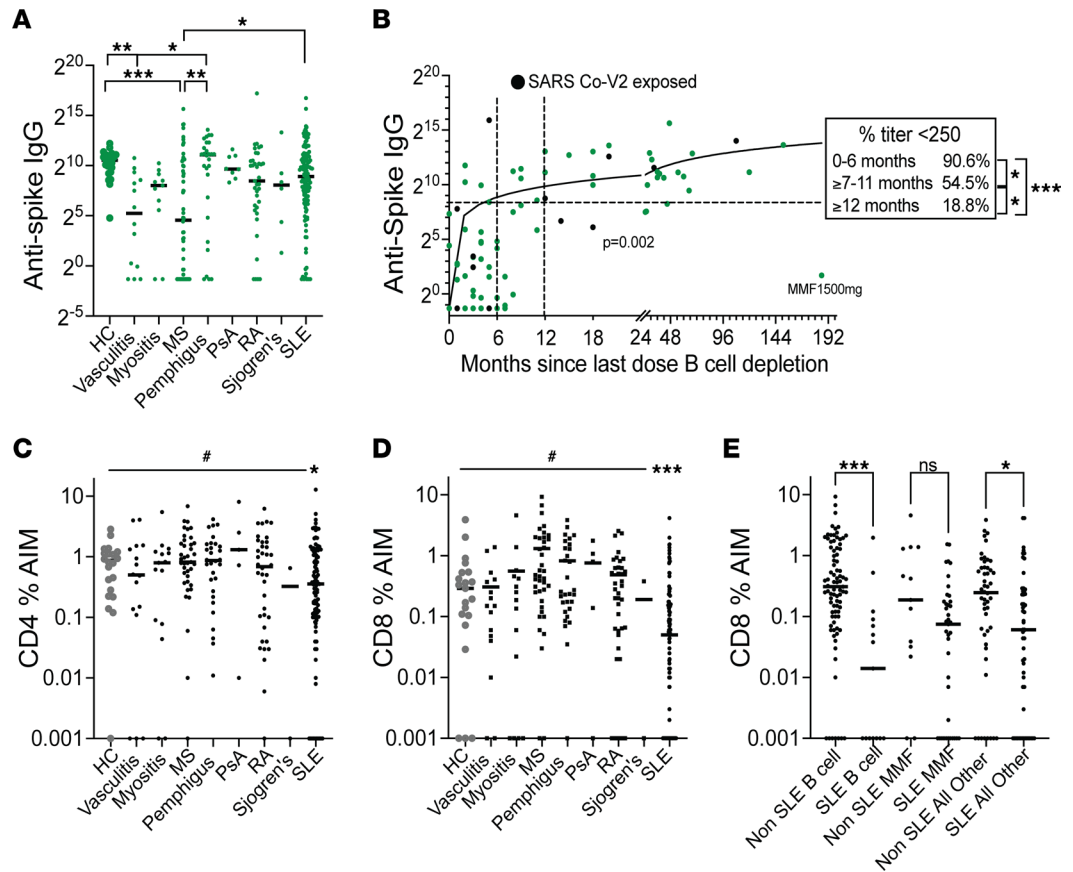 A
Anti-spike IgG
2^20
2^15
2^10
2^5
2^0
2^-5
**
*
*
***
**
HC
Vasculitis
Myositis
MS
Pemphigus
PsA
RA
Sjogren's
SLE
B
Anti-Spike IgG
2^20
2^15
2^10
2^5
2^0
SARS Co-V2 exposed
% titer <250
0-6 months 90.6%
≥7-11 months 54.5%
≥12 months 18.8%
*
*
***
p=0.002
MMF1500mg
0 6 12 18 24 48 96 144 192
Months since last dose B cell depletion
C
CD4 % AIM
10
1
0.1
0.01
0.001
#
*
HC
Vasculitis
Myositis
MS
Pemphigus
PsA
RA
Sjogren's
SLE
D
CD8 % AIM
10
1
0.1
0.01
0.001
#
***
HC
Vasculitis
Myositis
MS
Pemphigus
PsA
RA
Sjogren's
SLE
E
CD8 % AIM
10
1
0.1
0.01
0.001
***
ns
*
Non SLE B cell
SLE B cell
Non SLE MMF
SLE MMF
Non SLE All Other
SLE All Other